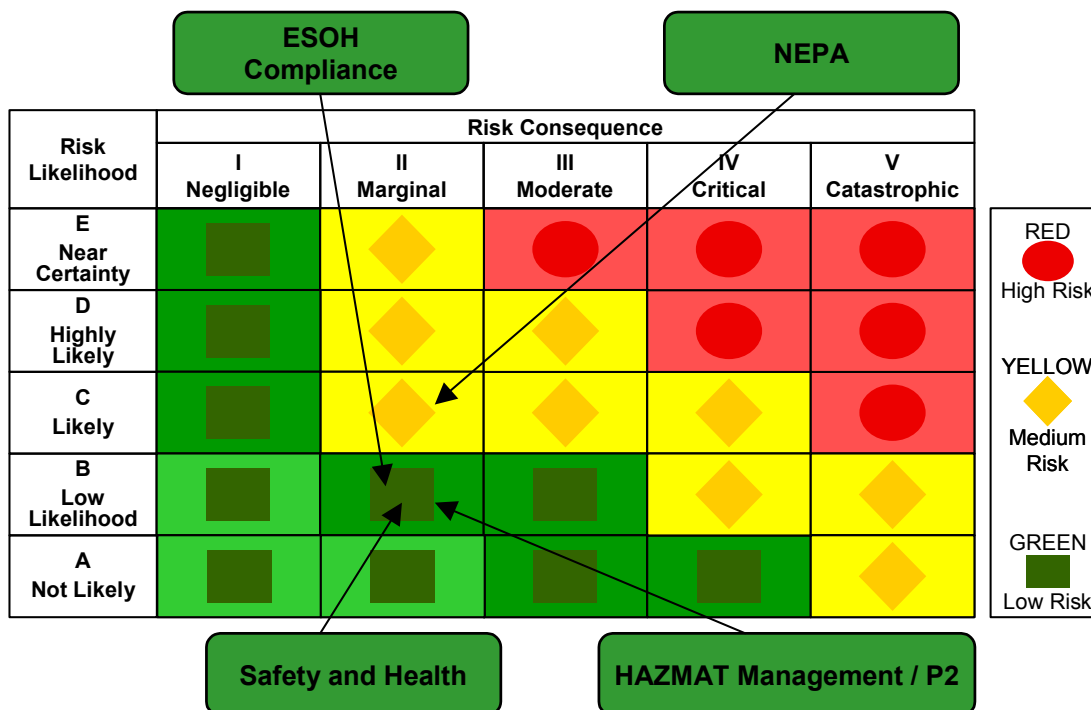 ESOH
Compliance
NEPA
Risk
Likelihood
Risk Consequence
I
Negligible
II
Marginal
III
Moderate
IV
Critical
V
Catastrophic
E
Near
Certainty
D
Highly
Likely
C
Likely
B
Low
Likelihood
A
Not Likely
RED
High Risk
YELLOW
Medium
Risk
GREEN
Low Risk
Safety and Health
HAZMAT Management / P2